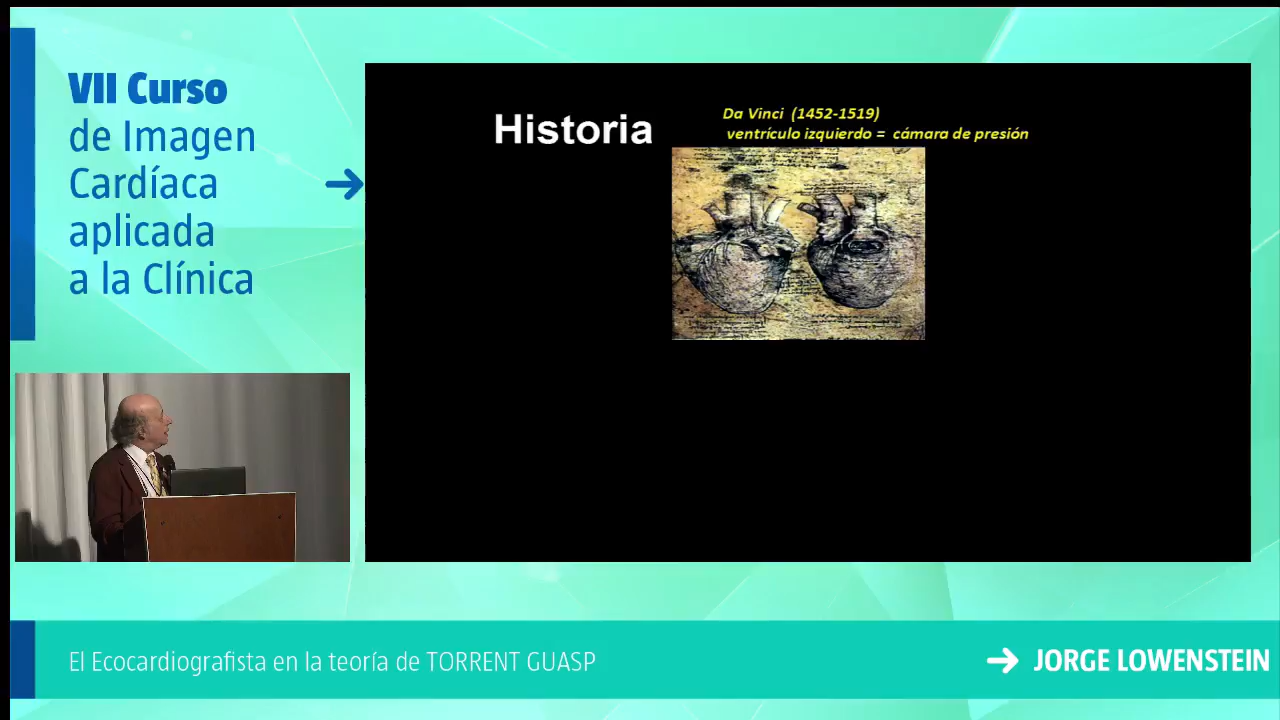 VII Curso
de Imagen
Cardíaca
aplicada
a la Clínica
Historia
Da Vinci (1452-1519)
ventrículo izquierdo = cámara de presión
El Ecocardiografista en la teoría de TORRENT GUASP
JORGE LOWENSTEIN